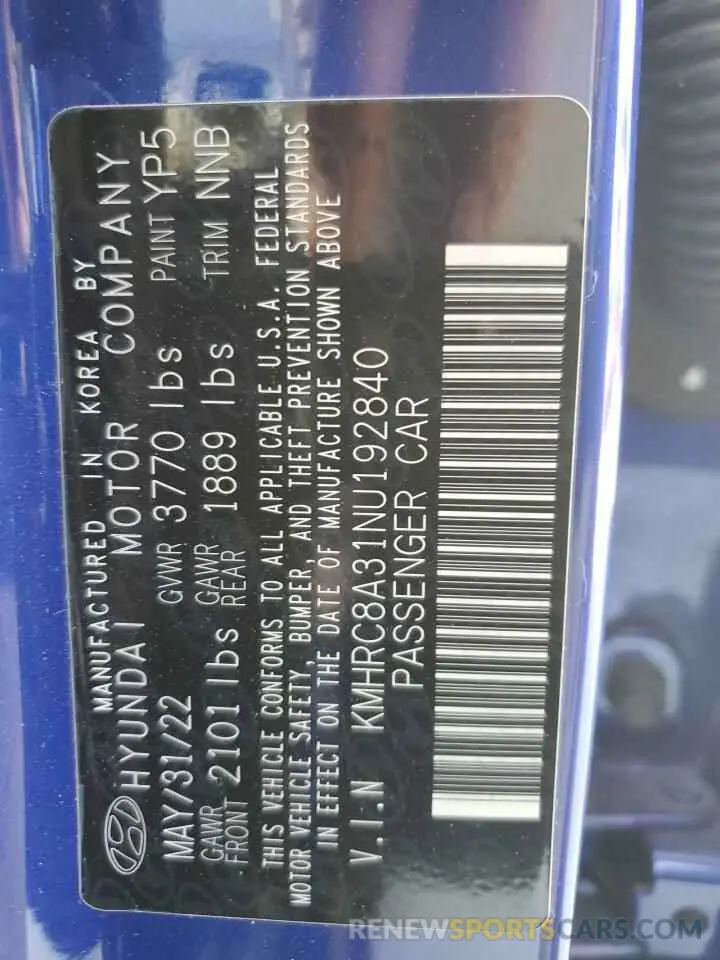 MANUFACTURED IN KOREA BY
HYUNDAI MOTOR COMPANY
MAY/31/22 GVWR 3770 lbs PAINT YP5
GAWR FRONT 2101 lbs GAWR REAR 1889 lbs TRIM NNB
THIS VEHICLE CONFORMS TO ALL APPLICABLE U.S.A. FEDERAL
MOTOR VEHICLE SAFETY, BUMPER, AND THEFT PREVENTION STANDARDS
IN EFFECT ON THE DATE OF MANUFACTURE SHOWN ABOVE
V.I.N KMHRC8A31NU192840
PASSENGER CAR
RENEWSPORTSCARS.COM